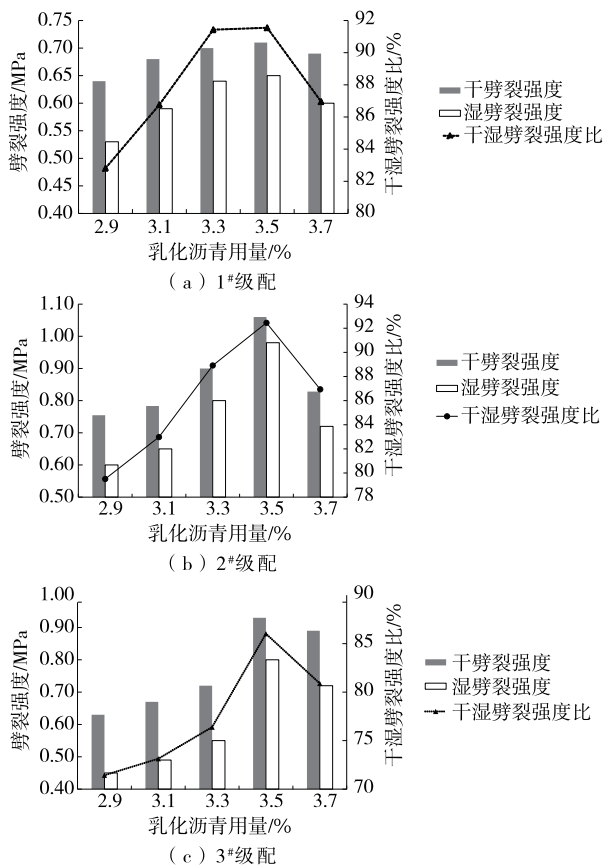 0.75
0.70
0.65
0.60
0.55
0.50
0.45
0.40
劈裂强度/MPa
92
90
88
86
84
82
80
干湿劈裂强度比/%
2.9 3.1 3.3 3.5 3.7
乳化沥青用量/%
干劈裂强度
湿劈裂强度
干湿劈裂强度比
(a)1#级配
1.10
1.00
0.90
0.80
0.70
0.60
0.50
劈裂强度/MPa
94
92
90
88
86
84
82
80
78
干湿劈裂强度比/%
2.9 3.1 3.3 3.5 3.7
乳化沥青用量/%
干劈裂强度
湿劈裂强度
干湿劈裂强度比
(b)2#级配
1.00
0.90
0.80
0.70
0.60
0.50
0.40
劈裂强度/MPa
90
85
80
75
70
干湿劈裂强度比/%
2.9 3.1 3.3 3.5 3.7
乳化沥青用量/%
干劈裂强度
湿劈裂强度
干湿劈裂强度比
(c)3#级配